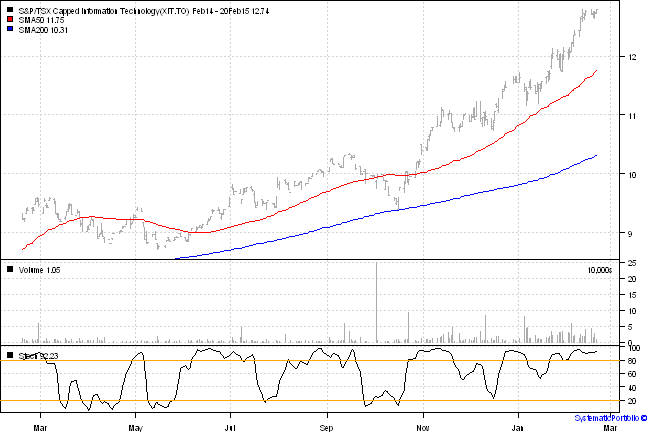 S&P/TSX Capped Information Technology(XIT.TO) Feb14 - 20Feb15 12.74
SMA50 11.75
SMA200 10.31
12
11
10
9
Volume 1.05
10,000s
25
20
15
10
5
0
Stoch 92.23
100
80
60
40
20
Mar May Jul Sep Nov Jan Mar
SystematicPortfolio ©